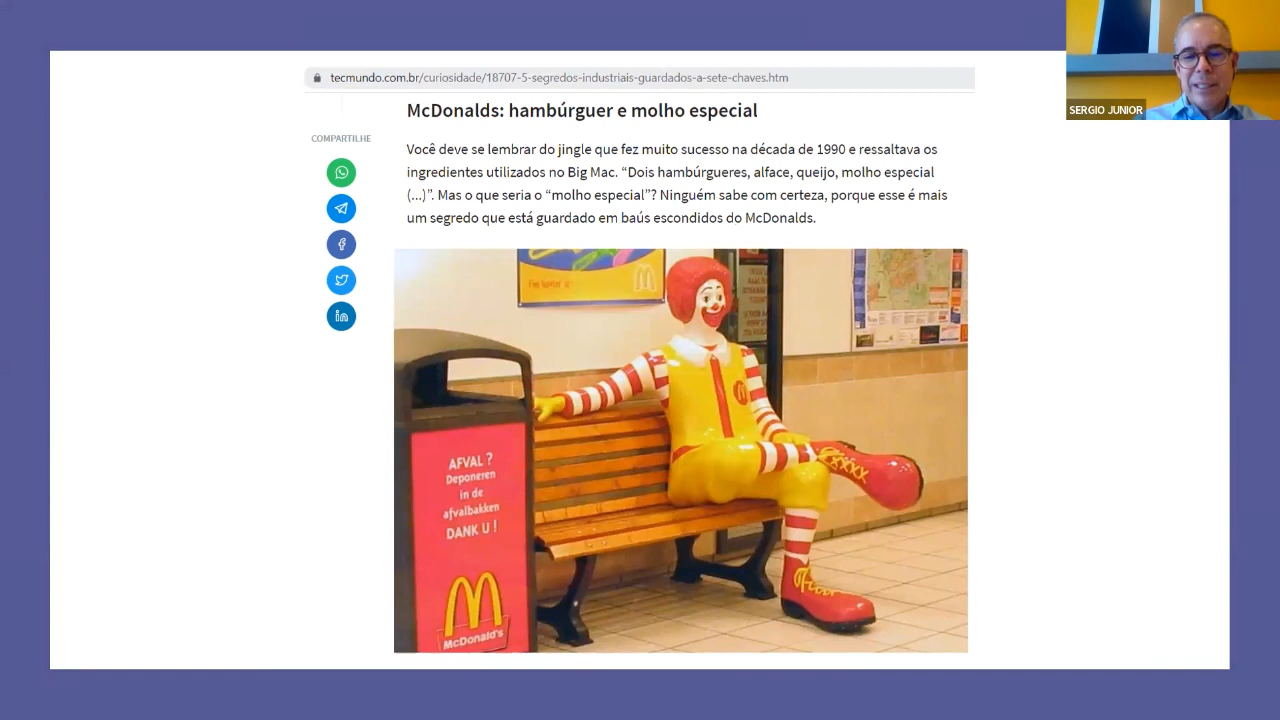 tecmundo.com.br/curiosidade/18707-5-segredos-industriais-guardados-a-sete-chaves.htm
SERGIO JUNIOR
McDonalds: hambúrguer e molho especial
COMPARTILHE
Você deve se lembrar do jingle que fez muito sucesso na década de 1990 e ressaltava os
ingredientes utilizados no Big Mac. “Dois hambúrgueres, alface, queijo, molho especial
(...)”. Mas o que seria o “molho especial”? Ninguém sabe com certeza, porque esse é mais
um segredo que está guardado em baús escondidos do McDonalds.
i'm lovin' it
AFVAL ?
Deponeren
in de
afvalbakken
DANK U !
McDonald's